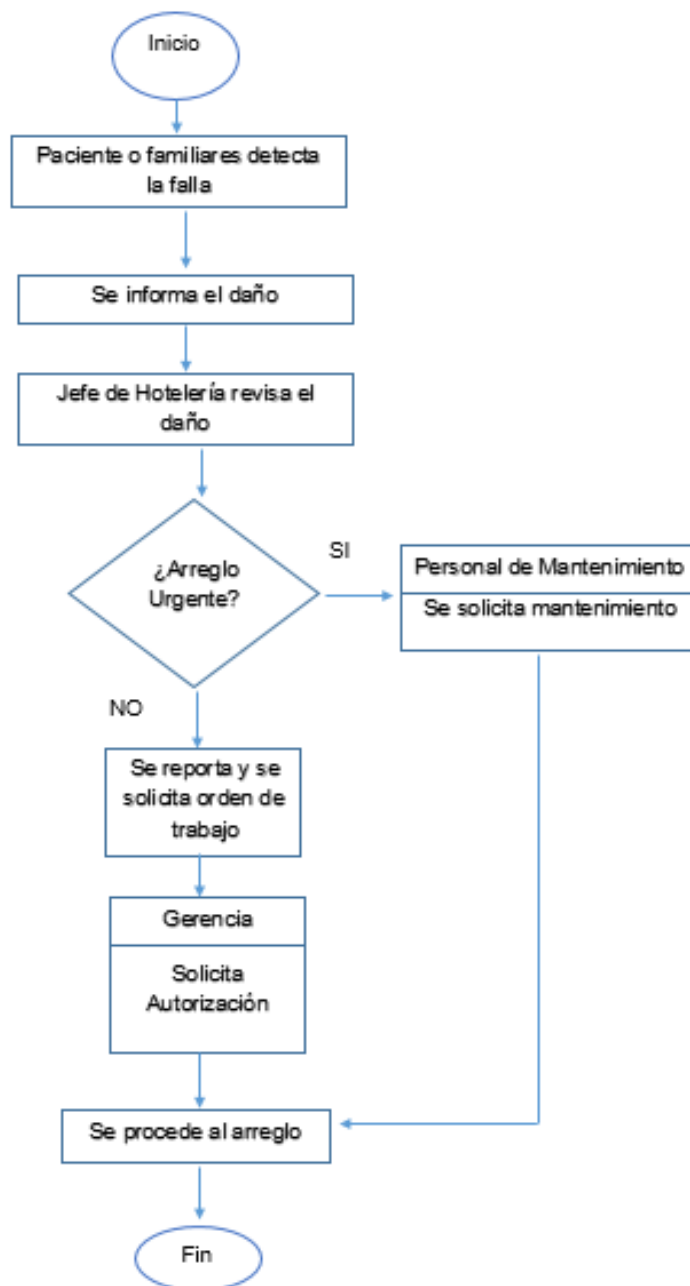 Inicio
Paciente o familiares detecta
la falla
Se informa el daño
Jefe de Hotelería revisa el
daño
¿Arreglo
Urgente?
SI
Personal de Mantenimiento
Se solicita mantenimiento
NO
Se reporta y se
solicita orden de
trabajo
Gerencia
Solicita
Autorización
Se procede al arreglo
Fin